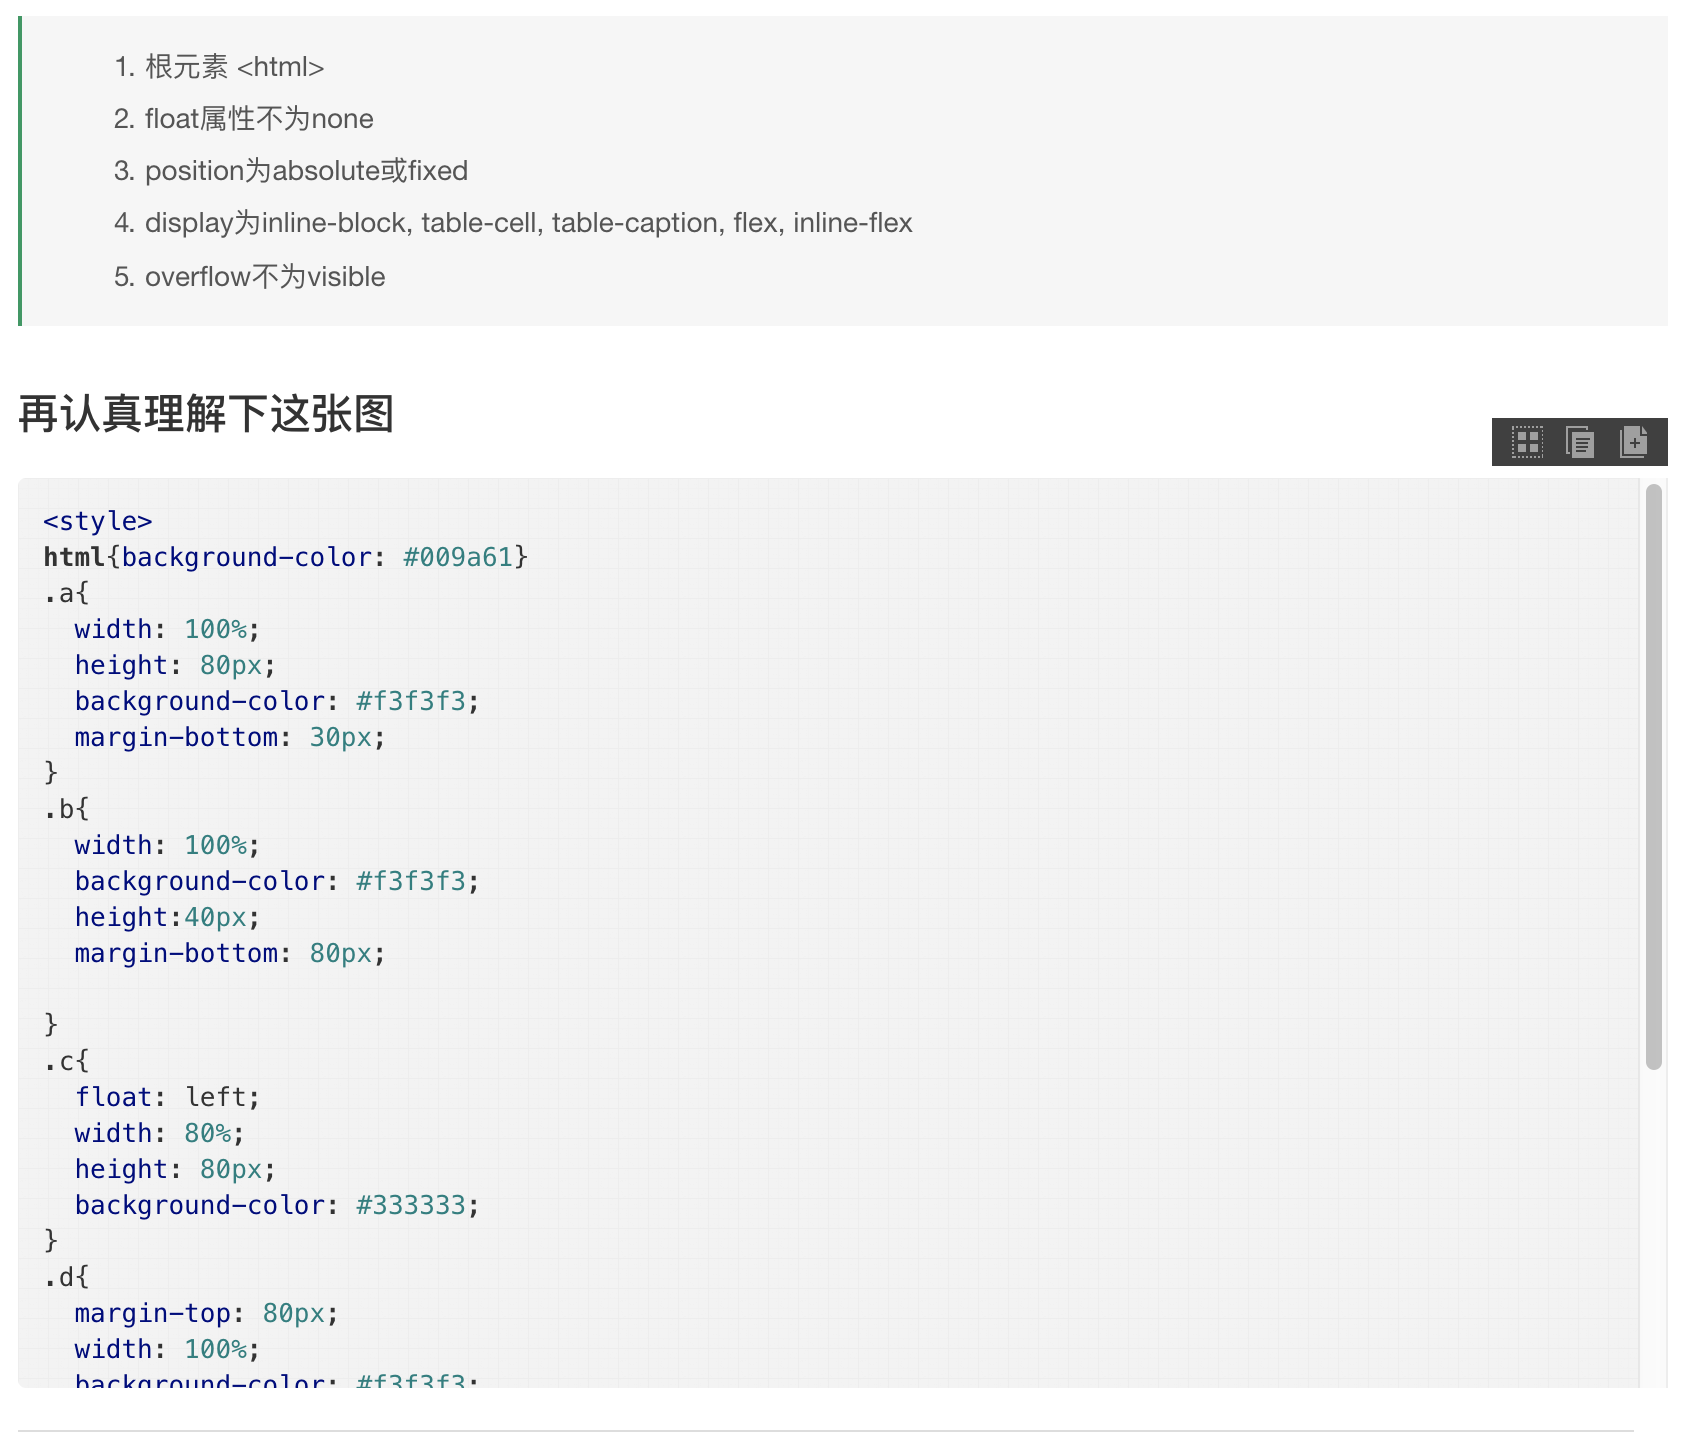 1. 根元素 <html>
2. float属性不为none
3. position为absolute或fixed
4. display为inline-block, table-cell, table-caption, flex, inline-flex
5. overflow不为visible
再认真理解下这张图
<style>
html{background-color: #009a61}
.a{
  width: 100%;
  height: 80px;
  background-color: #f3f3f3;
  margin-bottom: 30px;
}
.b{
  width: 100%;
  background-color: #f3f3f3;
  height:40px;
  margin-bottom: 80px;

}
.c{
  float: left;
  width: 80%;
  height: 80px;
  background-color: #333333;
}
.d{
  margin-top: 80px;
  width: 100%;
  background-color: #f3f3f3;